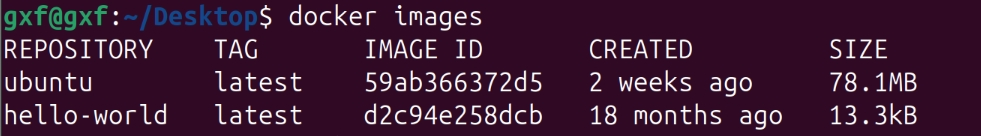 gxf@gxf:~/Desktop$ docker images
REPOSITORY   TAG      IMAGE ID       CREATED         SIZE
ubuntu       latest   59ab366372d5   2 weeks ago     78.1MB
hello-world  latest   d2c94e258dcb   18 months ago   13.3kB